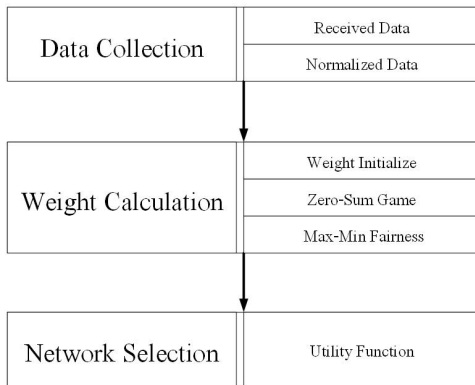 Data Collection
Received Data
Normalized Data
Weight Calculation
Weight Initialize
Zero-Sum Game
Max-Min Fairness
Network Selection
Utility Function